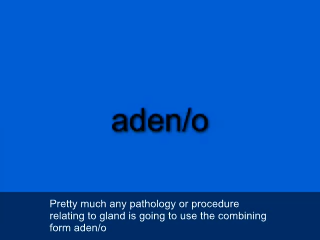 aden/o
Pretty much any pathology or procedure
relating to gland is going to use the combining
form aden/o